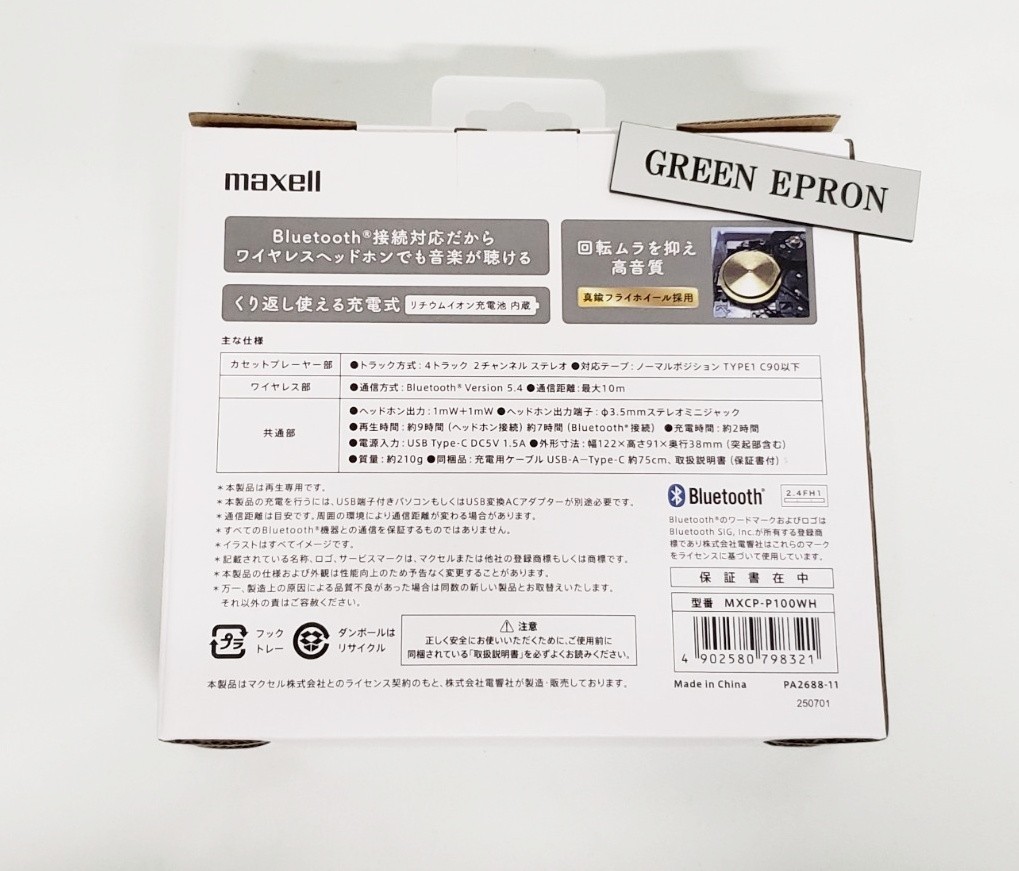 maxell
GREEN EPRON
Bluetooth®接続対応だから
ワイヤレスヘッドホンでも音楽が聴ける
くり返し使える充電式 リチウムイオン充電池 内蔵
回転ムラを抑え
高音質
真鍮フライホイール採用
主な仕様
カセットプレーヤー部 ●トラック方式:4トラック 2チャンネル ステレオ ●対応テープ:ノーマルポジション TYPE1 C90以下
ワイヤレス部 ●通信方式:Bluetooth® Version 5.4 ●通信距離:最大10m
共通部
●ヘッドホン出力:1mW+1mW ●ヘッドホン出力端子:φ3.5mmステレオミニジャック
●再生時間:約9時間(ヘッドホン接続) 約7時間(Bluetooth®接続) ●充電時間:約2時間
●電源入力:USB Type-C DC5V 1.5A ●外形寸法:幅122×高さ91×奥行38mm(突起部含む)
●質量:約210g ●同梱品:充電用ケーブル USB-A-Type-C 約75cm、取扱説明書(保証書付)
*本製品は再生専用です。
*本製品の充電を行うには、USB端子付きパソコンもしくはUSB変換ACアダプターが別途必要です。
*通信距離は目安です。周囲の環境により通信距離が変わる場合があります。
*すべてのBluetooth®機器との通信を保証するものではありません。
*イラストはすべてイメージです。
*記載されている名称、ロゴ、サービスマークは、マクセルまたは他社の登録商標もしくは商標です。
*本製品の仕様および外観は性能向上のため予告なく変更することがあります。
*万一、製造上の原因による品質不良があった場合は同数の新しい製品とお取替えいたします。
それ以外の責はご容赦ください。
Bluetooth® 2.4FH1
Bluetooth®のワードマークおよびロゴは
Bluetooth SIG, Inc.が所有する登録商
標であり株式会社電響社はこれらのマーク
をライセンスに基づいて使用しています。
保証書在中
型番 MXCP-P100WH
4 902580 798321
プラ
フック
トレー
ダンボールは
リサイクル
⚠ 注意
正しく安全にお使いいただくために、ご使用前に
同梱されている「取扱説明書」を必ずよくお読みください。
本製品はマクセル株式会社とのライセンス契約のもと、株式会社電響社が製造・販売しております。
Made in China PA2688-11
250701